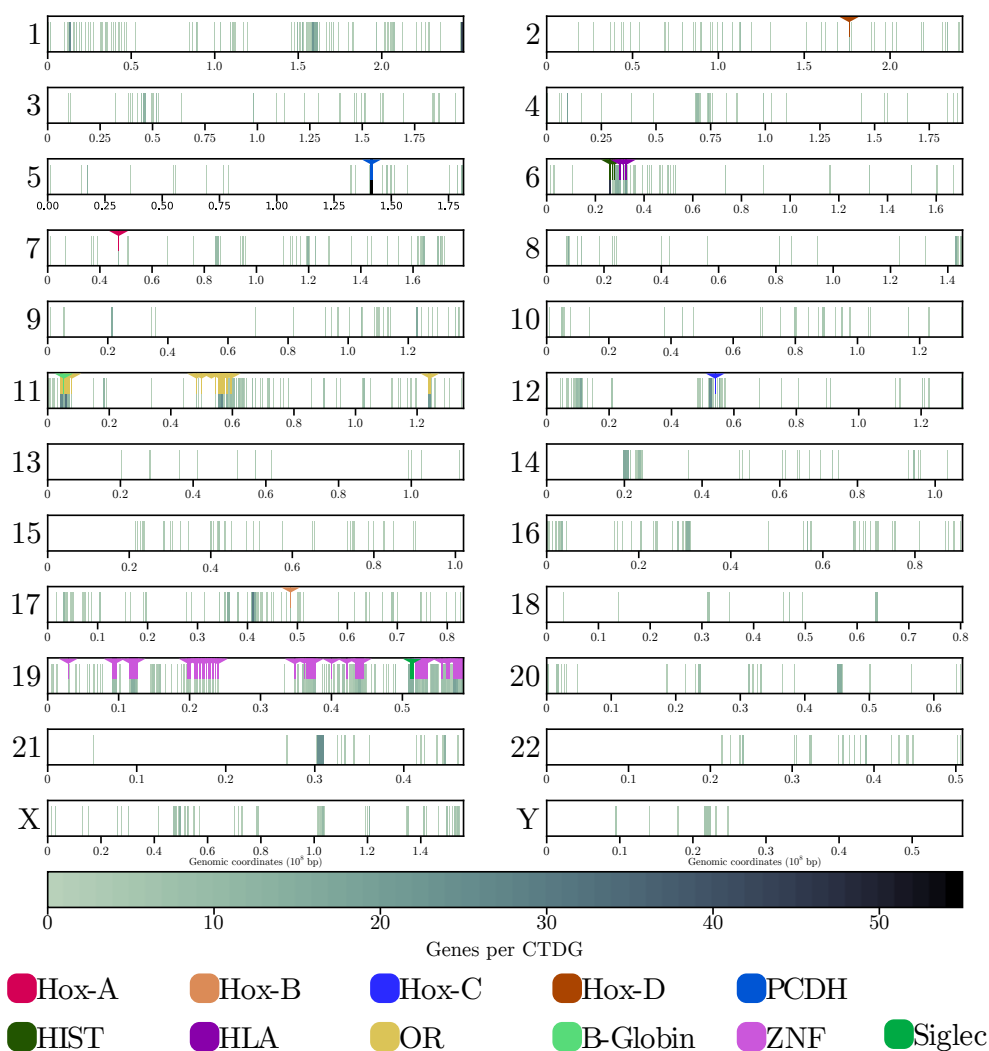 1 2
0 0.5 1.0 1.5 2.0 0 0.5 1.0 1.5 2.0
3 4
0 0.25 0.5 0.75 1.0 1.25 1.5 1.75 0 0.25 0.5 0.75 1.0 1.25 1.5 1.75
5 6
0.00 0.25 0.50 0.75 1.00 1.25 1.50 1.75 0 0.2 0.4 0.6 0.8 1.0 1.2 1.4 1.6
7 8
0 0.4 0.6 0.8 1.0 1.2 1.4 1.6 0 0.2 0.4 0.6 0.8 1.0 1.2 1.4
9 10
0 0.2 0.4 0.6 0.8 1.0 1.2 0 0.2 0.4 0.6 0.8 1.0 1.2
11 12
0 0.2 0.4 0.6 0.8 1.0 1.2 0 0.2 0.4 0.6 0.8 1.0 1.2
13 14
0 0.2 0.4 0.6 0.8 1.0 0 0.2 0.4 0.6 0.8 1.0
15 16
0 0.2 0.4 0.6 0.8 1.0 0 0.2 0.4 0.6 0.8
17 18
0 0.1 0.2 0.3 0.4 0.5 0.6 0.7 0.8 0 0.1 0.2 0.3 0.4 0.5 0.6 0.7 0.8
19 20
0 0.1 0.2 0.3 0.4 0.5 0 0.1 0.2 0.3 0.4 0.5 0.6
21 22
0 0.1 0.2 0.3 0.4 0 0.1 0.2 0.3 0.4 0.5
X Y
0 0.2 0.4 0.6 0.8 1.0 1.2 1.4 0 0.1 0.2 0.3 0.4 0.5
Genomic coordinates (10⁸ bp) Genomic coordinates (10⁸ bp)
0 10 20 30 40 50
Genes per CTDG
Hox-A Hox-B Hox-C Hox-D PCDH
HIST HLA OR B-Globin ZNF Siglec